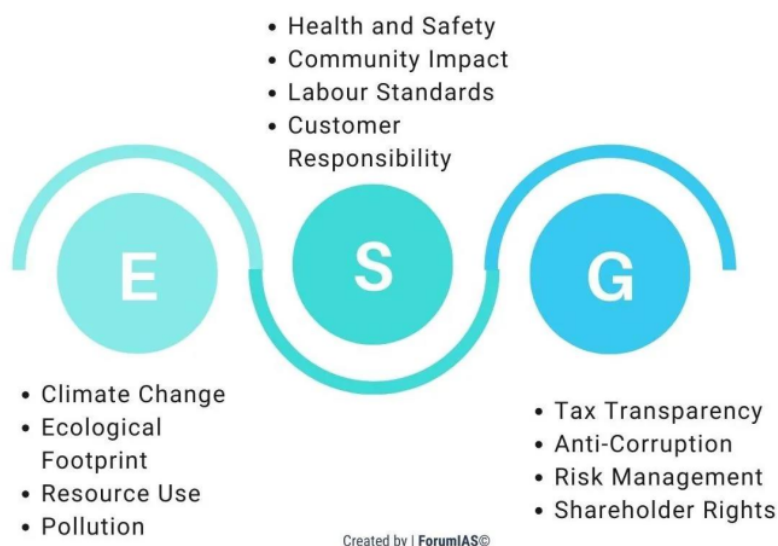 • Health and Safety
• Community Impact
• Labour Standards
• Customer
Responsibility
E
S
G
• Climate Change
• Ecological
Footprint
• Resource Use
• Pollution
• Tax Transparency
• Anti-Corruption
• Risk Management
• Shareholder Rights
Created by | ForumIAS©